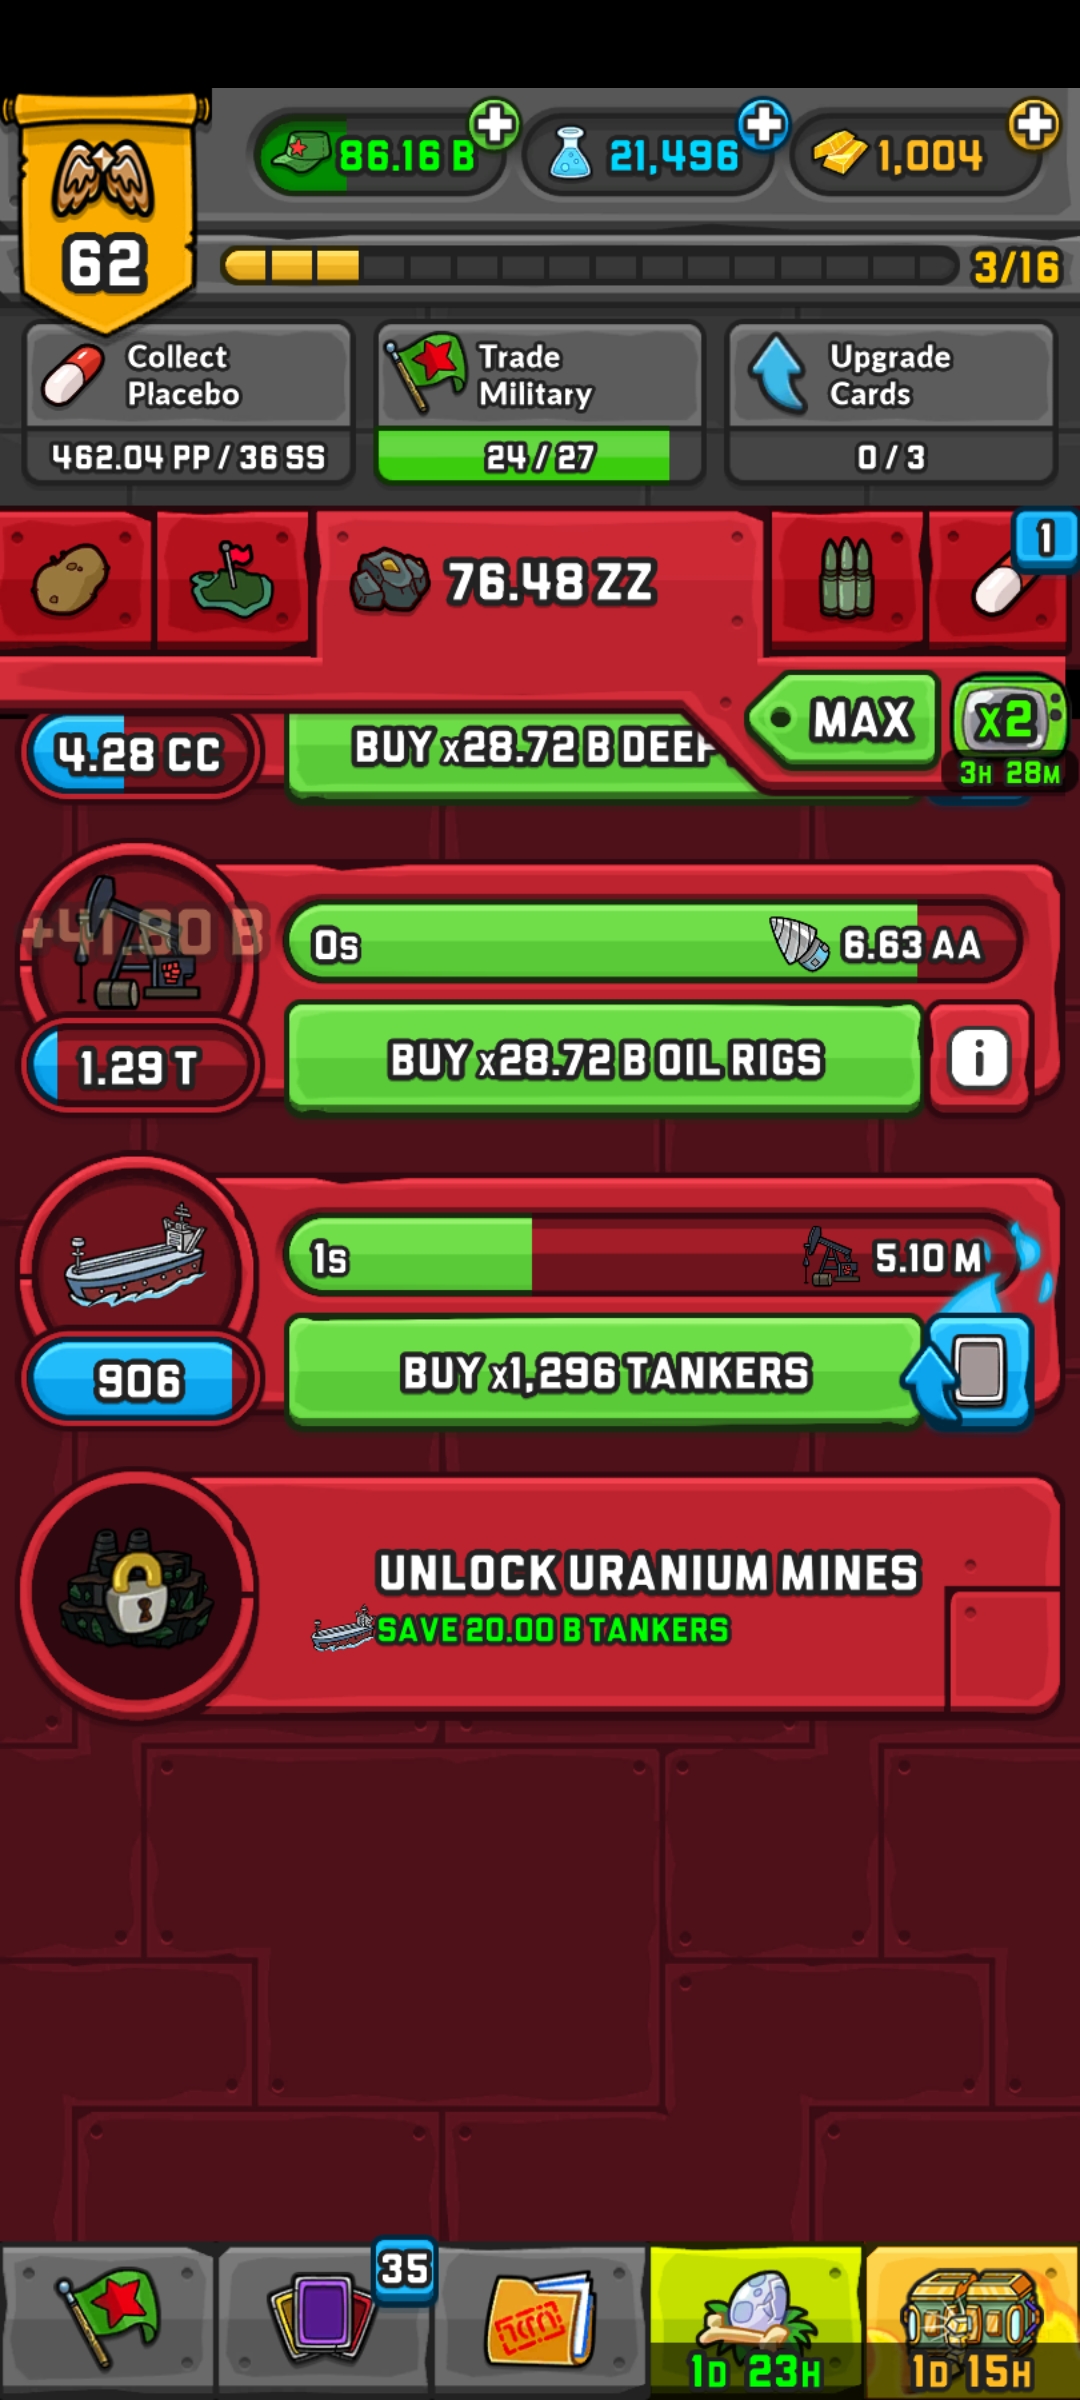 86.16 B
21,496
1,004
62
3/16
Collect
Placebo
462.04 PP / 36 SS
Trade
Military
24 / 27
Upgrade
Cards
0 / 3
76.48 ZZ
1
MAX
x2
3H 28M
4.28 CC
BUY x28.72 B DEEP
+41.80 B
0s
6.63 AA
1.29 T
BUY x28.72 B OIL RIGS
i
1s
5.10 M
906
BUY x1,296 TANKERS
UNLOCK URANIUM MINES
SAVE 20.00 B TANKERS
35
1D 23H
1D 15H